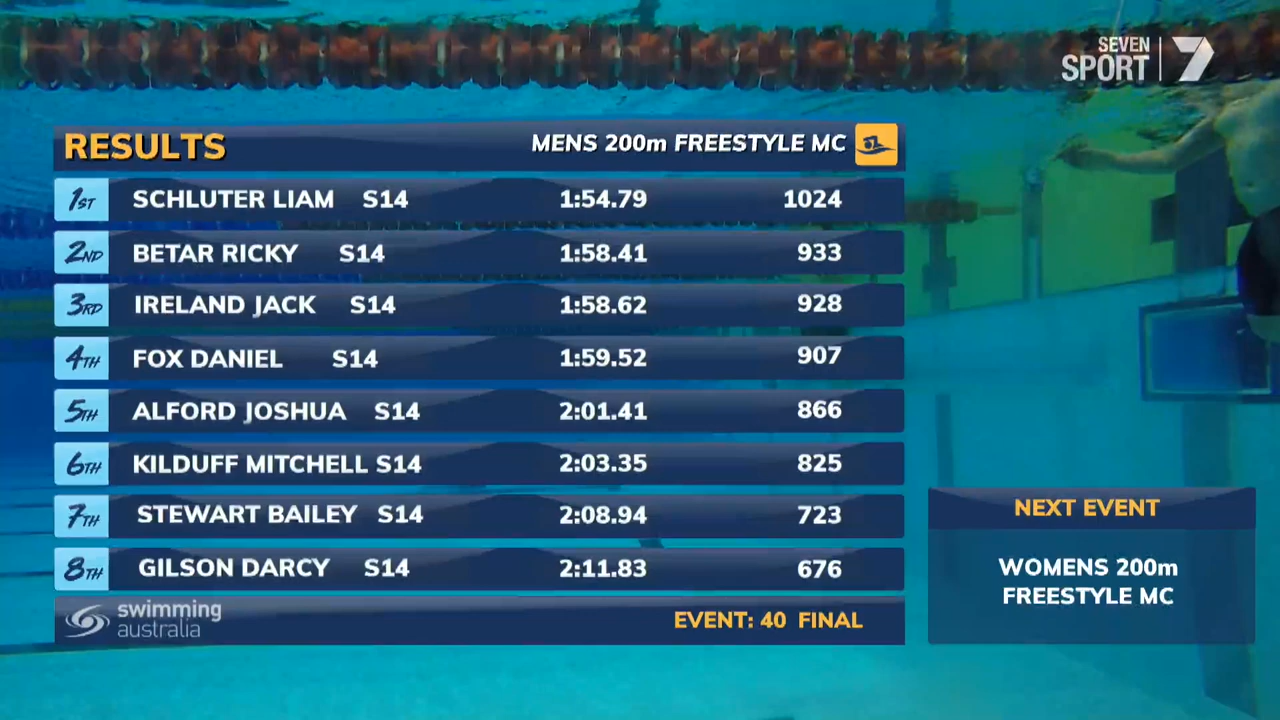 SEVEN
SPORT 7
RESULTS MENS 200m FREESTYLE MC
1ST SCHLUTER LIAM S14 1:54.79 1024
2ND BETAR RICKY S14 1:58.41 933
3RD IRELAND JACK S14 1:58.62 928
4TH FOX DANIEL S14 1:59.52 907
5TH ALFORD JOSHUA S14 2:01.41 866
6TH KILDUFF MITCHELL S14 2:03.35 825
7TH STEWART BAILEY S14 2:08.94 723
8TH GILSON DARCY S14 2:11.83 676
swimming
australia
EVENT: 40 FINAL
NEXT EVENT
WOMENS 200m
FREESTYLE MC